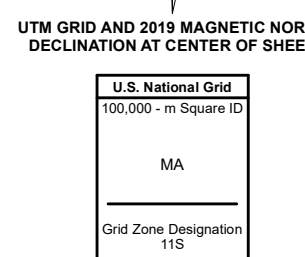 UTM GRID AND 2019 MAGNETIC NOR
DECLINATION AT CENTER OF SHEE
U.S. National Grid
100,000 - m Square ID
MA
Grid Zone Designation
11S